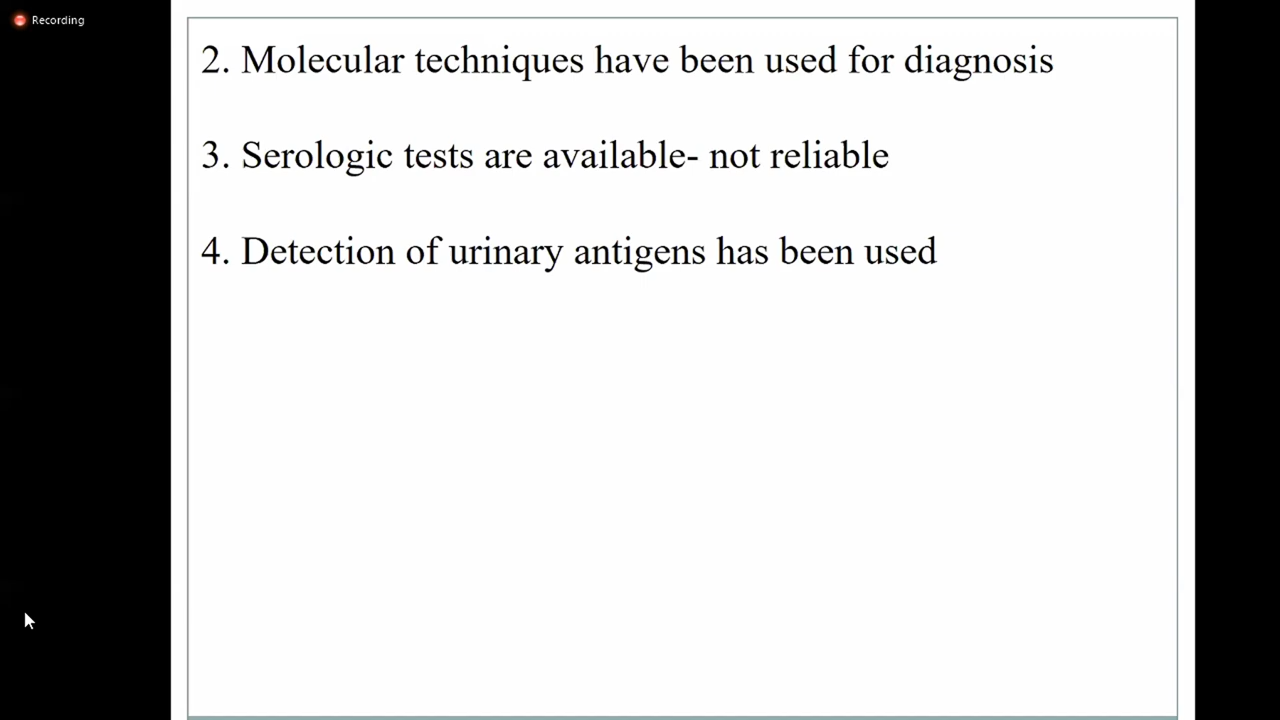 Recording
2. Molecular techniques have been used for diagnosis
3. Serologic tests are available- not reliable
4. Detection of urinary antigens has been used